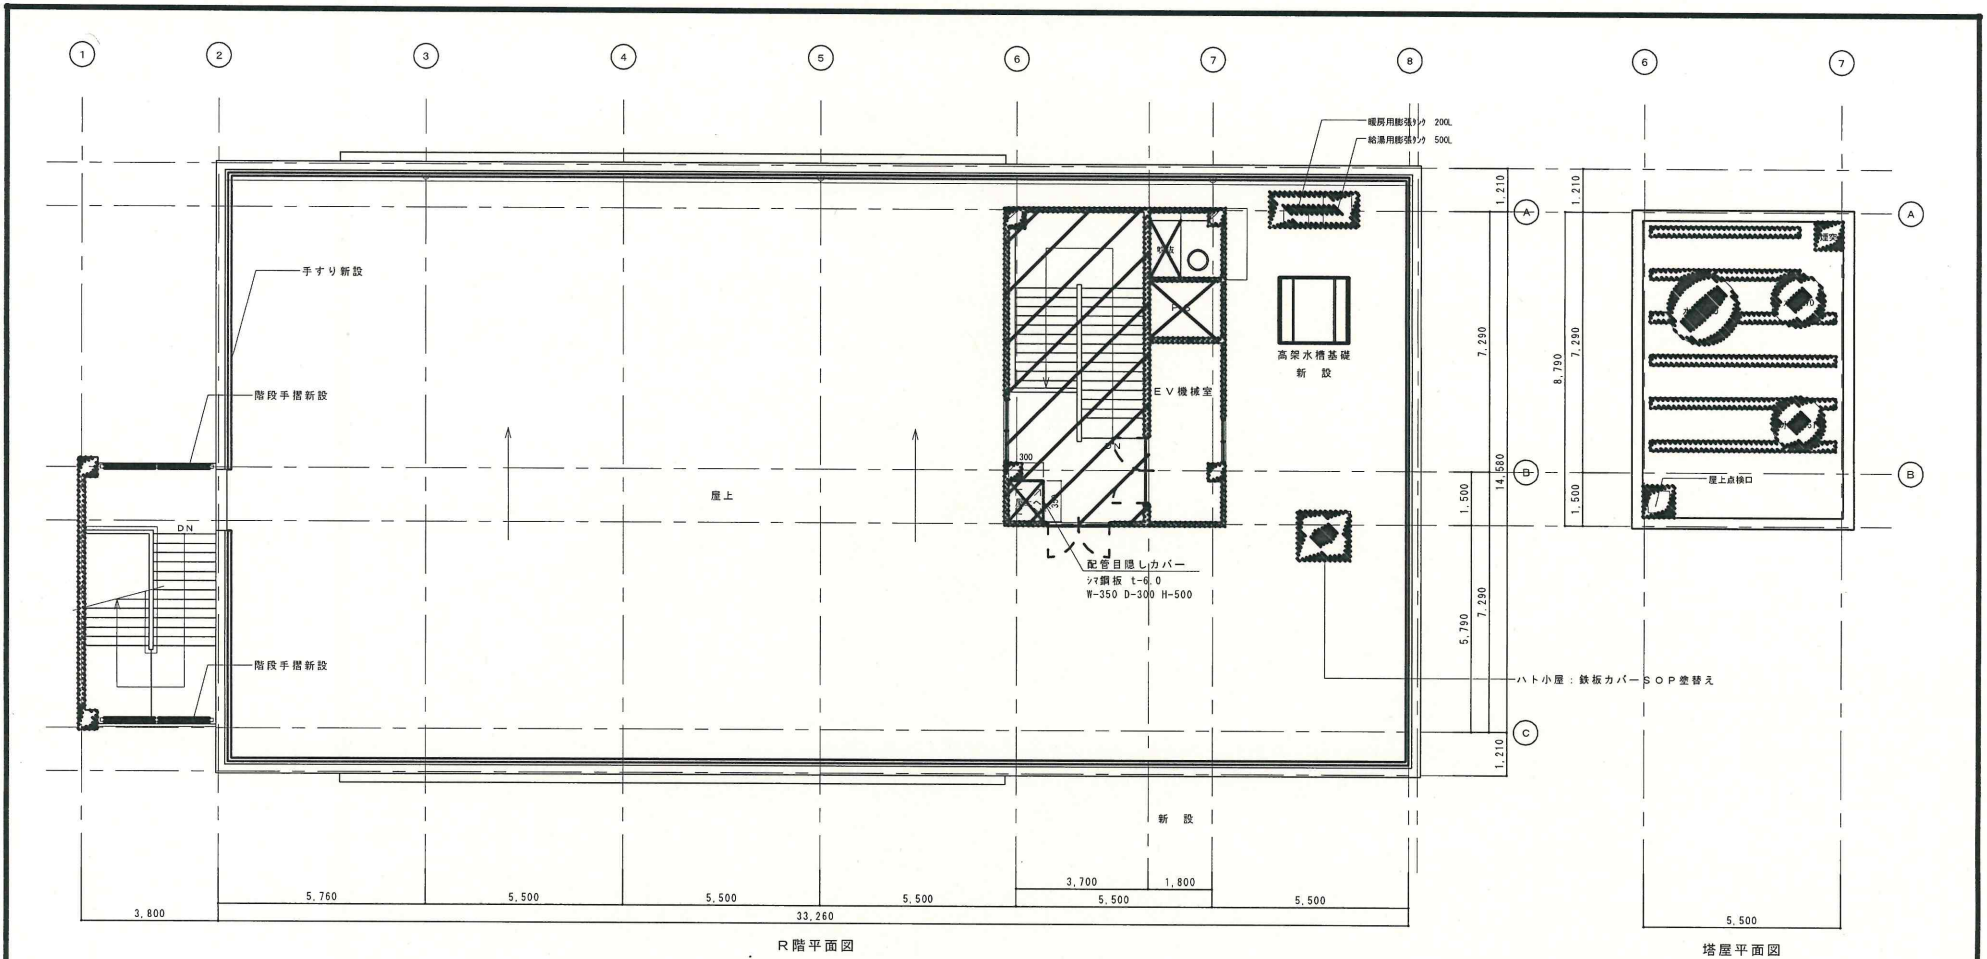 1
2
3
4
5
6
7
8
6
7
暖房用膨張タンク 200L
給湯用膨張タンク 500L
1,210
1,210
A
A
手すり新設
煙突
高架水槽基礎
新 設
7,290
8,790
7,290
EV機械室
階段手摺新設
DN
300
B
B
14,580
屋上点検口
屋上
350
1,500
1,500
DN
配管目隠しカバー
シマ鋼板 t-6.0
W-350 D-300 H-500
5,790
7,290
階段手摺新設
ハト小屋：鉄板カバーSOP塗替え
C
1,210
新 設
3,700
1,800
5,760
5,500
5,500
5,500
5,500
5,500
3,800
33,260
5,500
R階平面図
塔屋平面図